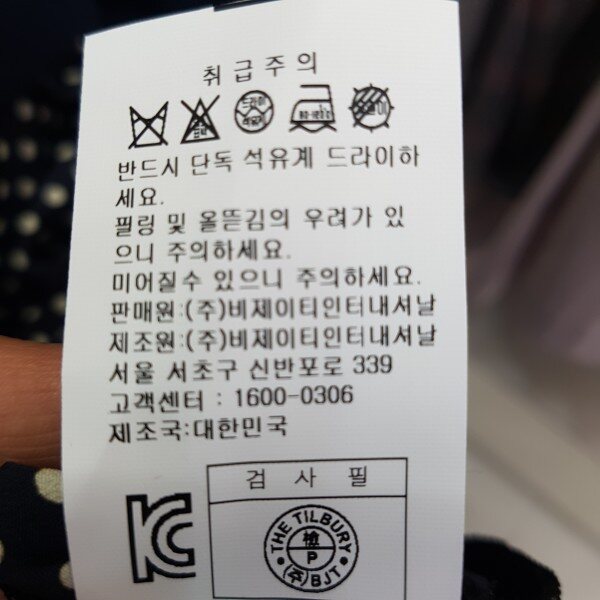 취급주의
반드시 단독 석유계 드라이하
세요.
필링 및 올뜯김의 우려가 있
으니 주의하세요.
미어질수 있으니 주의하세요.
판매원:(주)비제이티인터내셔날
제조원:(주)비제이티인터내셔날
서울 서초구 신반포로 339
고객센터 : 1600-0306
제조국:대한민국
검 사 필
THE TILBURY
檢
P
(주)BJT